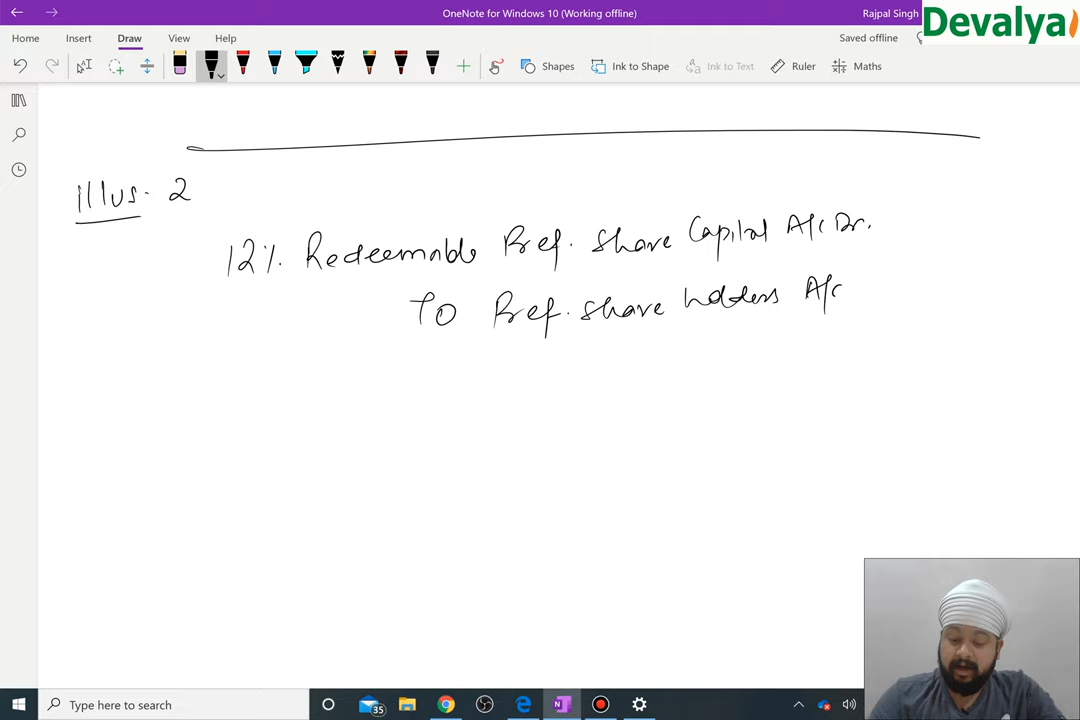 OneNote for Windows 10 (Working offline)
Rajpal Singh
Devalya
Home Insert Draw View Help
Saved offline
Shapes Ink to Shape Ink to Text Ruler Maths
Illus. 2
12%. Redeemable Pref. Share Capital A/c Dr.
To Pref. Share holders A/c
Type here to search
35